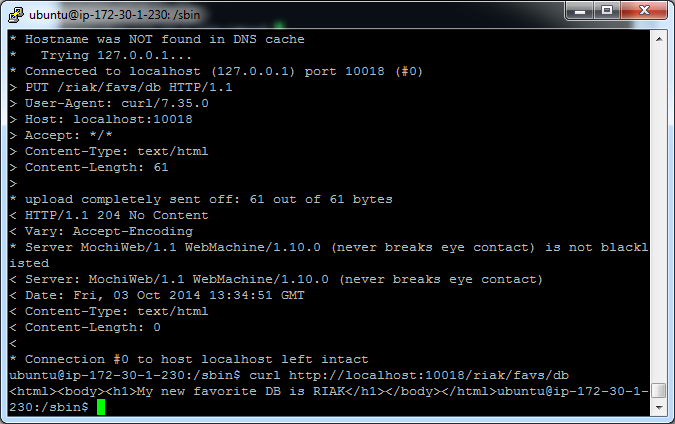 ubuntu@ip-172-30-1-230: /sbin
* Hostname was NOT found in DNS cache
*   Trying 127.0.0.1...
* Connected to localhost (127.0.0.1) port 10018 (#0)
> PUT /riak/favs/db HTTP/1.1
> User-Agent: curl/7.35.0
> Host: localhost:10018
> Accept: */*
> Content-Type: text/html
> Content-Length: 61
>
* upload completely sent off: 61 out of 61 bytes
< HTTP/1.1 204 No Content
< Vary: Accept-Encoding
* Server MochiWeb/1.1 WebMachine/1.10.0 (never breaks eye contact) is not blackl
isted
< Server: MochiWeb/1.1 WebMachine/1.10.0 (never breaks eye contact)
< Date: Fri, 03 Oct 2014 13:34:51 GMT
< Content-Type: text/html
< Content-Length: 0
<
* Connection #0 to host localhost left intact
ubuntu@ip-172-30-1-230:/sbin$ curl http://localhost:10018/riak/favs/db
<html><body><h1>My new favorite DB is RIAK</h1></body></html>ubuntu@ip-172-30-1-
230:/sbin$